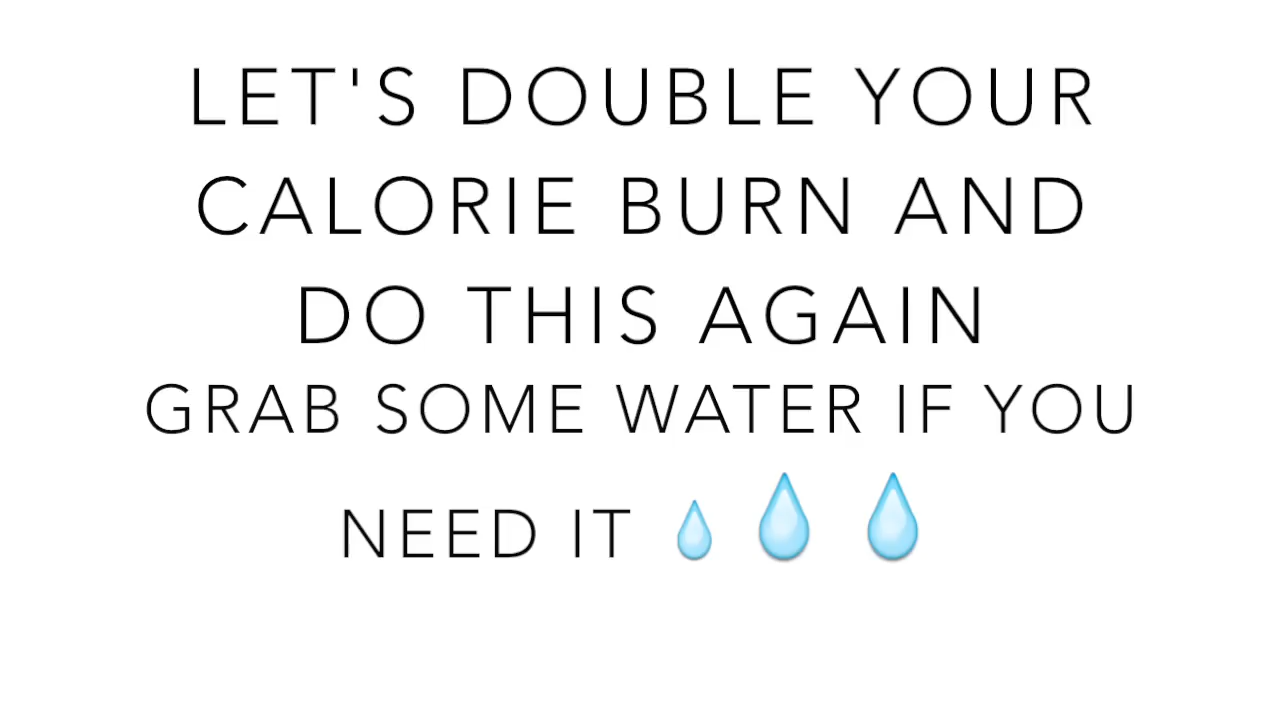 LET'S DOUBLE YOUR
CALORIE BURN AND
DO THIS AGAIN
GRAB SOME WATER IF YOU
NEED IT 💧💧💧